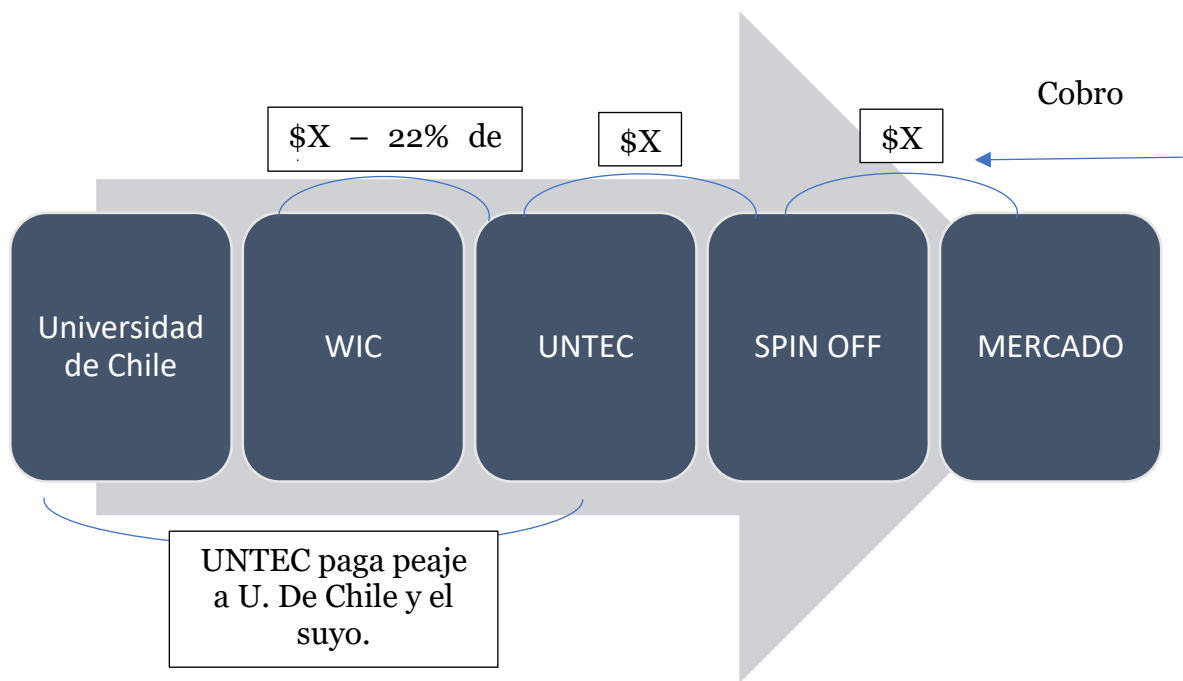 Cobro
$X – 22% de
$X
$X
Universidad
de Chile
WIC
UNTEC
SPIN OFF
MERCADO
UNTEC paga peaje
a U. De Chile y el
suyo.